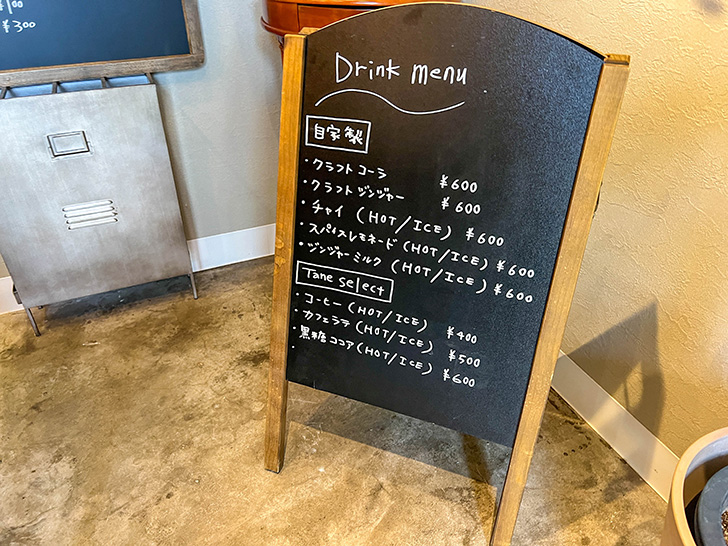 ¥100
¥300
Drink menu
自家製
・クラフトコーラ ¥600
・クラフトジンジャー ¥600
・チャイ (HOT/ICE) ¥600
スパイスレモネード (HOT/ICE) ¥600
・ジンジャーミルク (HOT/ICE) ¥600
Tane select
・コーヒー (HOT/ICE) ¥400
・カフェラテ (HOT/ICE) ¥500
・黒糖ココア (HOT/ICE) ¥600